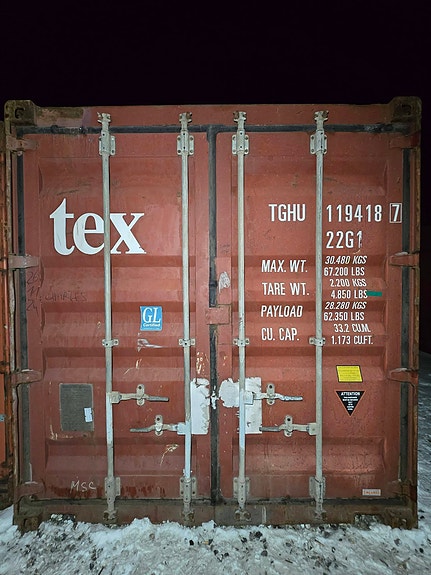 tex
TGHU 119418 7
22G1
MAX. WT. 30.480 KGS
67.200 LBS
TARE WT. 2.200 KGS
4.850 LBS
PAYLOAD 28.280 KGS
62.350 LBS
CU. CAP. 33.2 CU.M.
1.173 CU.FT.
GL
Certified
ATTENTION
MSC